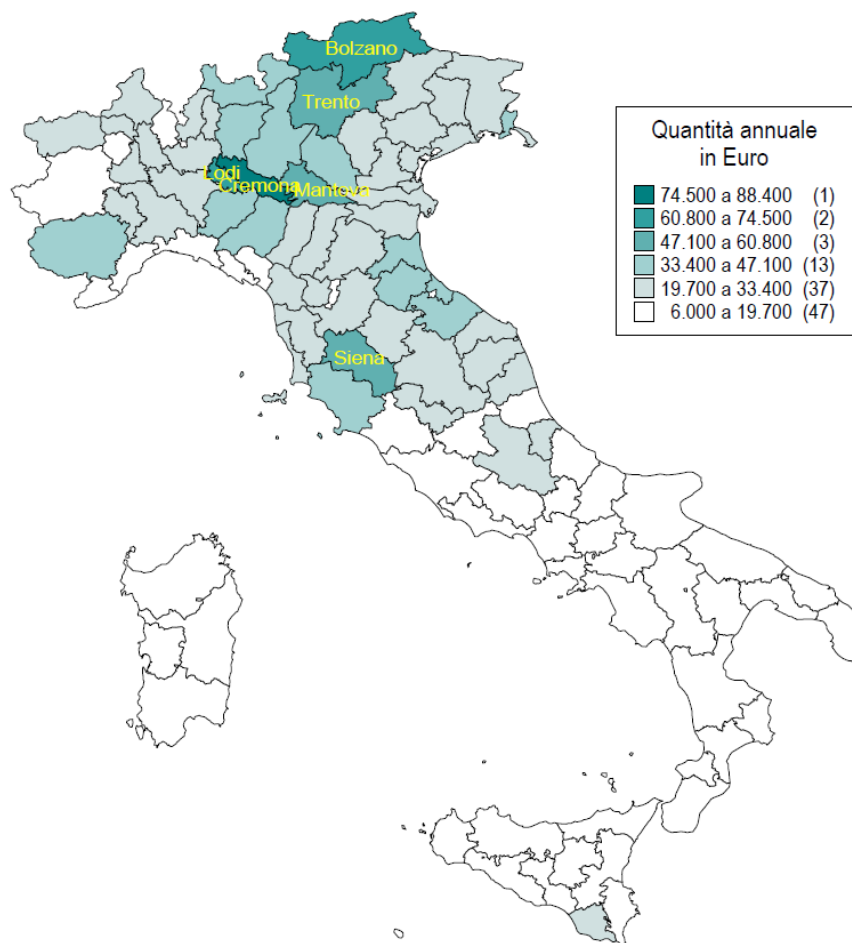 Bolzano
Trento
Lodi
Cremona
Mantova
Siena
Quantità annuale
in Euro
74.500 a 88.400 (1)
60.800 a 74.500 (2)
47.100 a 60.800 (3)
33.400 a 47.100 (13)
19.700 a 33.400 (37)
6.000 a 19.700 (47)